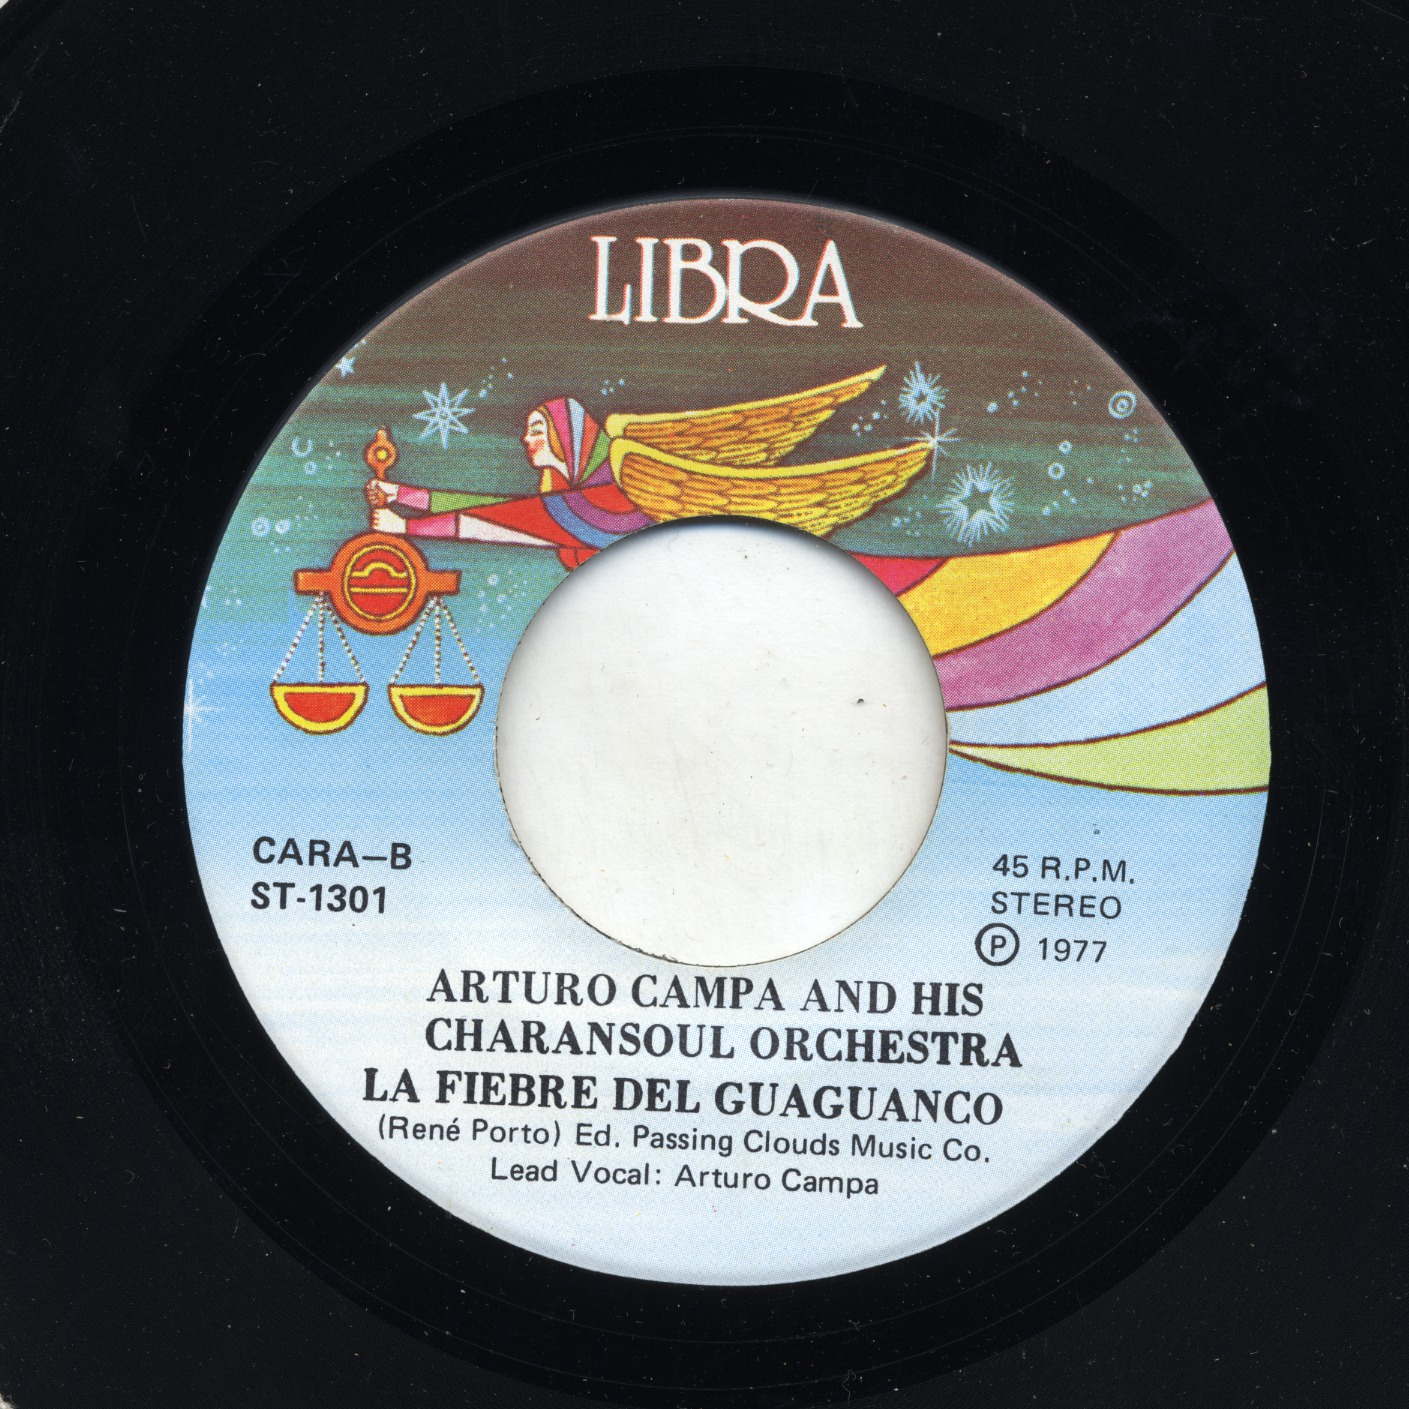 LIBRA
CARA–B
ST-1301
45 R.P.M.
STEREO
Ⓟ 1977
ARTURO CAMPA AND HIS
CHARANSOUL ORCHESTRA
LA FIEBRE DEL GUAGUANCO
(René Porto) Ed. Passing Clouds Music Co.
Lead Vocal: Arturo Campa